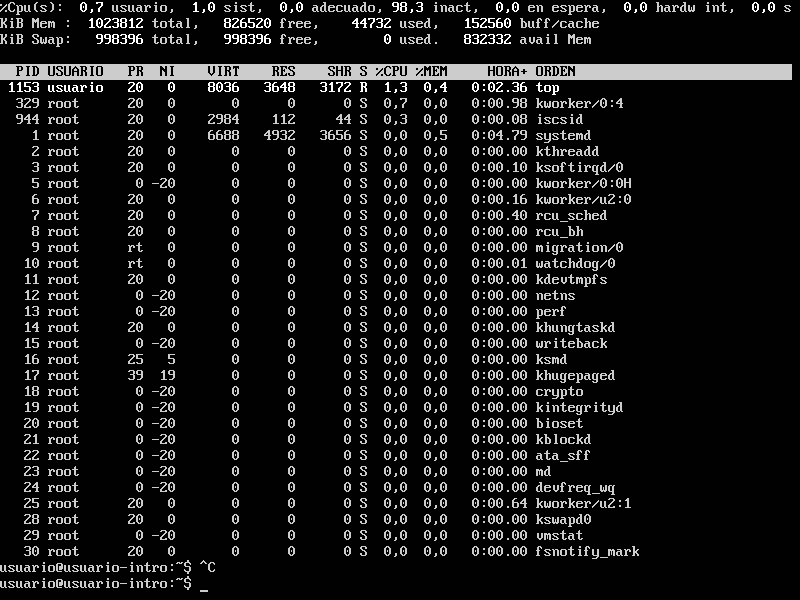 %Cpu(s):  0,7 usuario,  1,0 sist,  0,0 adecuado, 98,3 inact,  0,0 en espera,  0,0 hardw int,  0,0 s
KiB Mem :  1023812 total,   826520 free,    44732 used,   152560 buff/cache
KiB Swap:   998396 total,   998396 free,        0 used.   832332 avail Mem
  PID USUARIO   PR  NI    VIRT    RES    SHR S %CPU %MEM     HORA+ ORDEN
 1153 usuario   20   0    8036   3648   3172 R  1,3  0,4   0:02.36 top
  329 root      20   0       0      0      0 S  0,7  0,0   0:00.98 kworker/0:4
  944 root      20   0    2984    112     44 S  0,3  0,0   0:00.08 iscsid
    1 root      20   0    6688   4932   3656 S  0,0  0,5   0:04.79 systemd
    2 root      20   0       0      0      0 S  0,0  0,0   0:00.00 kthreadd
    3 root      20   0       0      0      0 S  0,0  0,0   0:00.10 ksoftirqd/0
    5 root       0 -20       0      0      0 S  0,0  0,0   0:00.00 kworker/0:0H
    6 root      20   0       0      0      0 S  0,0  0,0   0:00.16 kworker/u2:0
    7 root      20   0       0      0      0 S  0,0  0,0   0:00.40 rcu_sched
    8 root      20   0       0      0      0 S  0,0  0,0   0:00.00 rcu_bh
    9 root      rt   0       0      0      0 S  0,0  0,0   0:00.00 migration/0
   10 root      rt   0       0      0      0 S  0,0  0,0   0:00.01 watchdog/0
   11 root      20   0       0      0      0 S  0,0  0,0   0:00.00 kdevtmpfs
   12 root       0 -20       0      0      0 S  0,0  0,0   0:00.00 netns
   13 root       0 -20       0      0      0 S  0,0  0,0   0:00.00 perf
   14 root      20   0       0      0      0 S  0,0  0,0   0:00.00 khungtaskd
   15 root       0 -20       0      0      0 S  0,0  0,0   0:00.00 writeback
   16 root      25   5       0      0      0 S  0,0  0,0   0:00.00 ksmd
   17 root      39  19       0      0      0 S  0,0  0,0   0:00.00 khugepaged
   18 root       0 -20       0      0      0 S  0,0  0,0   0:00.00 crypto
   19 root       0 -20       0      0      0 S  0,0  0,0   0:00.00 kintegrityd
   20 root       0 -20       0      0      0 S  0,0  0,0   0:00.00 bioset
   21 root       0 -20       0      0      0 S  0,0  0,0   0:00.00 kblockd
   22 root       0 -20       0      0      0 S  0,0  0,0   0:00.00 ata_sff
   23 root       0 -20       0      0      0 S  0,0  0,0   0:00.00 md
   24 root       0 -20       0      0      0 S  0,0  0,0   0:00.00 devfreq_wq
   25 root      20   0       0      0      0 S  0,0  0,0   0:00.64 kworker/u2:1
   28 root      20   0       0      0      0 S  0,0  0,0   0:00.00 kswapd0
   29 root       0 -20       0      0      0 S  0,0  0,0   0:00.00 vmstat
   30 root      20   0       0      0      0 S  0,0  0,0   0:00.00 fsnotify_mark
usuario@usuario-intro:~$ ^C
usuario@usuario-intro:~$ _